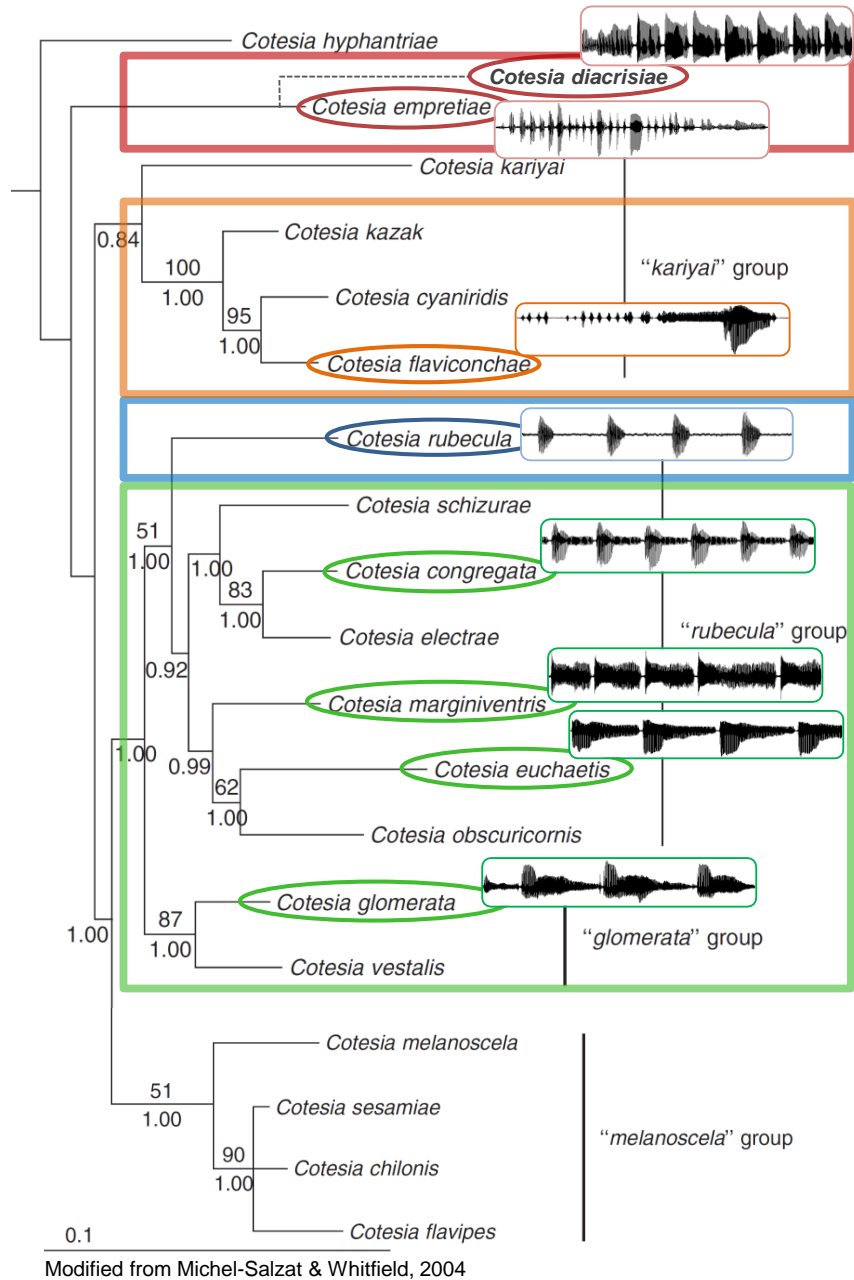 Cotesia hyphantriae
Cotesia diacrisiae
Cotesia empretiae
Cotesia kariyai
0.84
Cotesia kazak
100
1.00
"kariyai" group
Cotesia cyaniridis
95
1.00
Cotesia flaviconchae
Cotesia rubecula
Cotesia schizurae
51
1.00
1.00
Cotesia congregata
83
1.00
Cotesia electrae
"rubecula" group
0.92
Cotesia marginiventris
1.00
0.99
Cotesia euchaetis
62
1.00
Cotesia obscuricornis
Cotesia glomerata
87
1.00
1.00
"glomerata" group
Cotesia vestalis
Cotesia melanoscela
51
1.00
Cotesia sesamiae
"melanoscela" group
90
1.00
Cotesia chilonis
Cotesia flavipes
0.1
Modified from Michel-Salzat & Whitfield, 2004